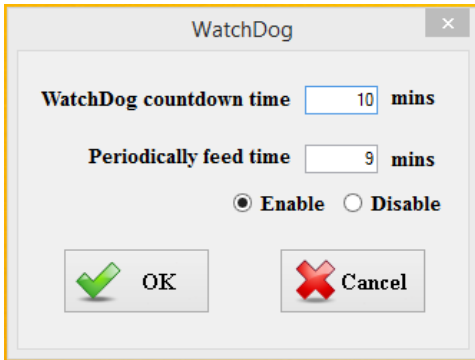 WatchDog
WatchDog countdown time 10 mins
Periodically feed time 9 mins
Enable Disable
OK Cancel